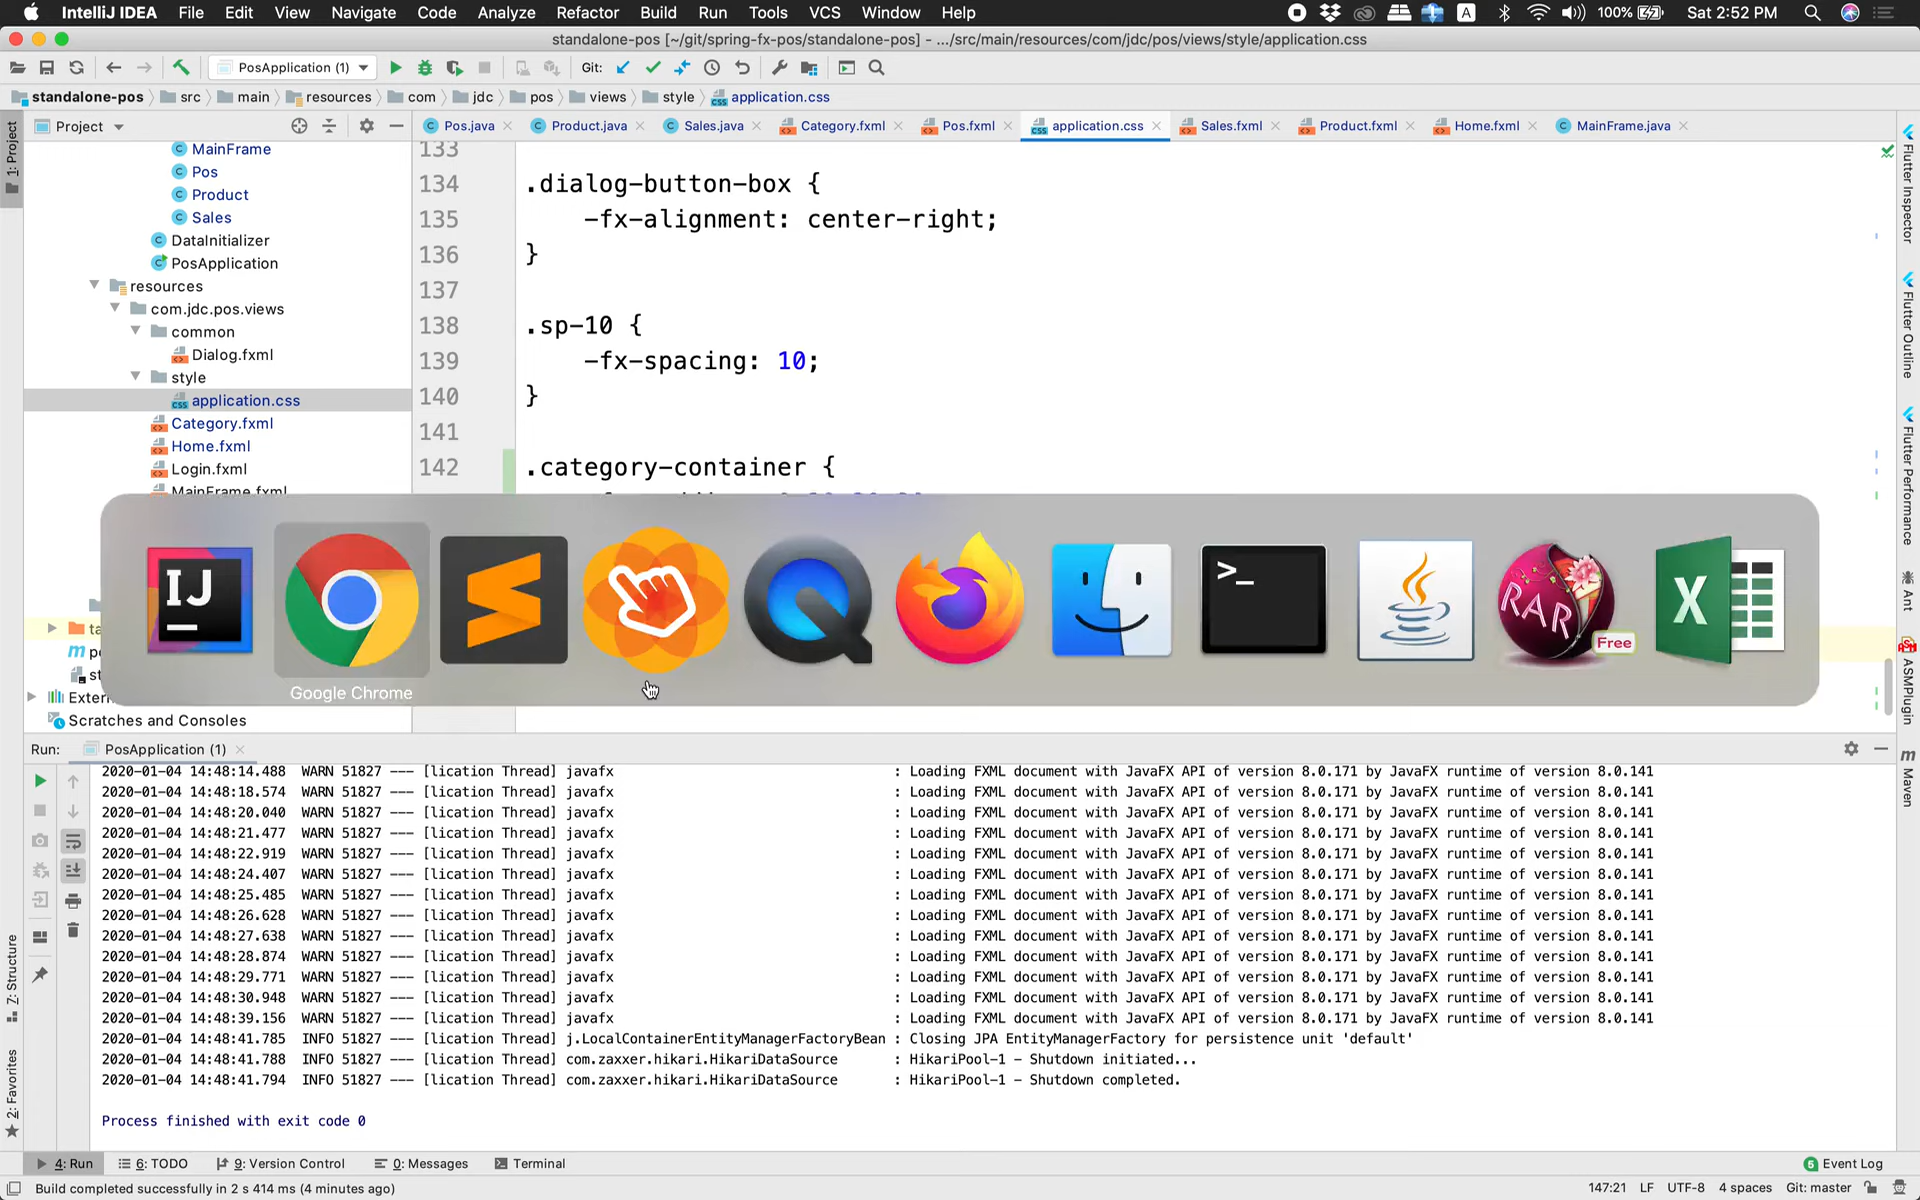 IntelliJ IDEA File Edit View Navigate Code Analyze Refactor Build Run Tools VCS Window Help A 100% Sat 2:52 PM
standalone-pos [~/git/spring-fx-pos/standalone-pos] - .../src/main/resources/com/jdc/pos/views/style/application.css
PosApplication (1) Git:
standalone-pos src main resources com jdc pos views style application.css
Project Pos.java Product.java Sales.java Category.fxml Pos.fxml application.css Sales.fxml Product.fxml Home.fxml MainFrame.java
1: Project
MainFrame
Pos
Product
Sales
DataInitializer
PosApplication
resources
com.jdc.pos.views
common
Dialog.fxml
style
application.css
Category.fxml
Home.fxml
Login.fxml
MainFrame.fxml
ta
Scratches and Consoles
133
134 .dialog-button-box {
135 -fx-alignment: center-right;
136 }
137
138 .sp-10 {
139 -fx-spacing: 10;
140 }
141
142 .category-container {
IJ
>_
RAR
Free
X
Google Chrome
Flutter Inspector
Flutter Outline
Flutter Performance
Ant
ASMPlugin
Maven
Run: PosApplication (1)
2020-01-04 14:48:14.488 WARN 51827 --- [lication Thread] javafx : Loading FXML document with JavaFX API of version 8.0.171 by JavaFX runtime of version 8.0.141
2020-01-04 14:48:18.574 WARN 51827 --- [lication Thread] javafx : Loading FXML document with JavaFX API of version 8.0.171 by JavaFX runtime of version 8.0.141
2020-01-04 14:48:20.040 WARN 51827 --- [lication Thread] javafx : Loading FXML document with JavaFX API of version 8.0.171 by JavaFX runtime of version 8.0.141
2020-01-04 14:48:21.477 WARN 51827 --- [lication Thread] javafx : Loading FXML document with JavaFX API of version 8.0.171 by JavaFX runtime of version 8.0.141
2020-01-04 14:48:22.919 WARN 51827 --- [lication Thread] javafx : Loading FXML document with JavaFX API of version 8.0.171 by JavaFX runtime of version 8.0.141
2020-01-04 14:48:24.407 WARN 51827 --- [lication Thread] javafx : Loading FXML document with JavaFX API of version 8.0.171 by JavaFX runtime of version 8.0.141
2020-01-04 14:48:25.485 WARN 51827 --- [lication Thread] javafx : Loading FXML document with JavaFX API of version 8.0.171 by JavaFX runtime of version 8.0.141
2020-01-04 14:48:26.628 WARN 51827 --- [lication Thread] javafx : Loading FXML document with JavaFX API of version 8.0.171 by JavaFX runtime of version 8.0.141
2020-01-04 14:48:27.638 WARN 51827 --- [lication Thread] javafx : Loading FXML document with JavaFX API of version 8.0.171 by JavaFX runtime of version 8.0.141
2020-01-04 14:48:28.874 WARN 51827 --- [lication Thread] javafx : Loading FXML document with JavaFX API of version 8.0.171 by JavaFX runtime of version 8.0.141
2020-01-04 14:48:29.771 WARN 51827 --- [lication Thread] javafx : Loading FXML document with JavaFX API of version 8.0.171 by JavaFX runtime of version 8.0.141
2020-01-04 14:48:30.948 WARN 51827 --- [lication Thread] javafx : Loading FXML document with JavaFX API of version 8.0.171 by JavaFX runtime of version 8.0.141
2020-01-04 14:48:39.156 WARN 51827 --- [lication Thread] javafx : Loading FXML document with JavaFX API of version 8.0.171 by JavaFX runtime of version 8.0.141
2020-01-04 14:48:41.785 INFO 51827 --- [lication Thread] j.LocalContainerEntityManagerFactoryBean : Closing JPA EntityManagerFactory for persistence unit 'default'
2020-01-04 14:48:41.788 INFO 51827 --- [lication Thread] com.zaxxer.hikari.HikariDataSource : HikariPool-1 - Shutdown initiated...
2020-01-04 14:48:41.794 INFO 51827 --- [lication Thread] com.zaxxer.hikari.HikariDataSource : HikariPool-1 - Shutdown completed.
Process finished with exit code 0
Z: Structure
2: Favorites
4: Run 6: TODO 9: Version Control 0: Messages Terminal 5 Event Log
Build completed successfully in 2 s 414 ms (4 minutes ago) 147:21 LF UTF-8 4 spaces Git: master